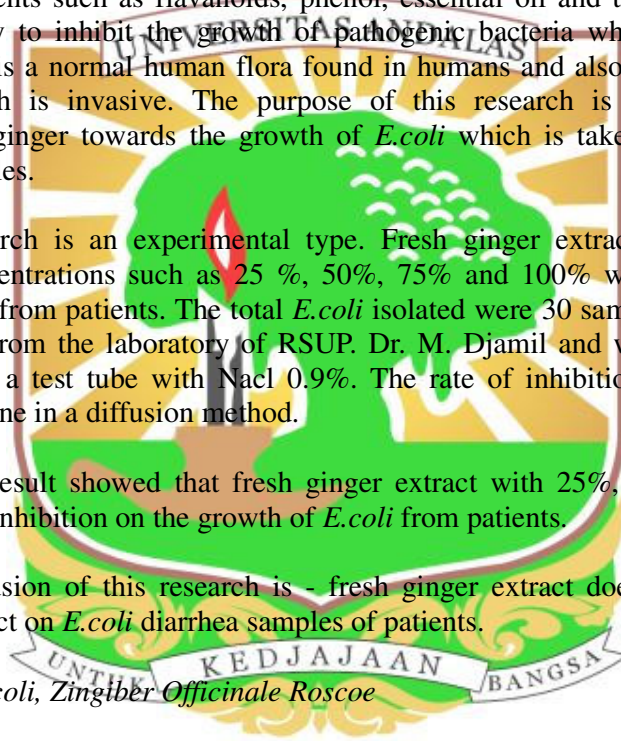 ents such as flavanoids, phenol, essential oil and t
y to inhibit the growth of pathogenic bacteria wh
UNIVERSITAS ANDALAS
s a normal human flora found in humans and also
h is invasive. The purpose of this research is
ginger towards the growth of E.coli which is take
les.
rch is an experimental type. Fresh ginger extrac
entrations such as 25 %, 50%, 75% and 100% w
from patients. The total E.coli isolated were 30 sam
rom the laboratory of RSUP. Dr. M. Djamil and v
a test tube with Nacl 0.9%. The rate of inhibitio
ne in a diffusion method.
esult showed that fresh ginger extract with 25%,
nhibition on the growth of E.coli from patients.
sion of this research is - fresh ginger extract doe
ct on E.coli diarrhea samples of patients.
UNTUK KEDJAJAAN BANGSA
coli, Zingiber Officinale Roscoe